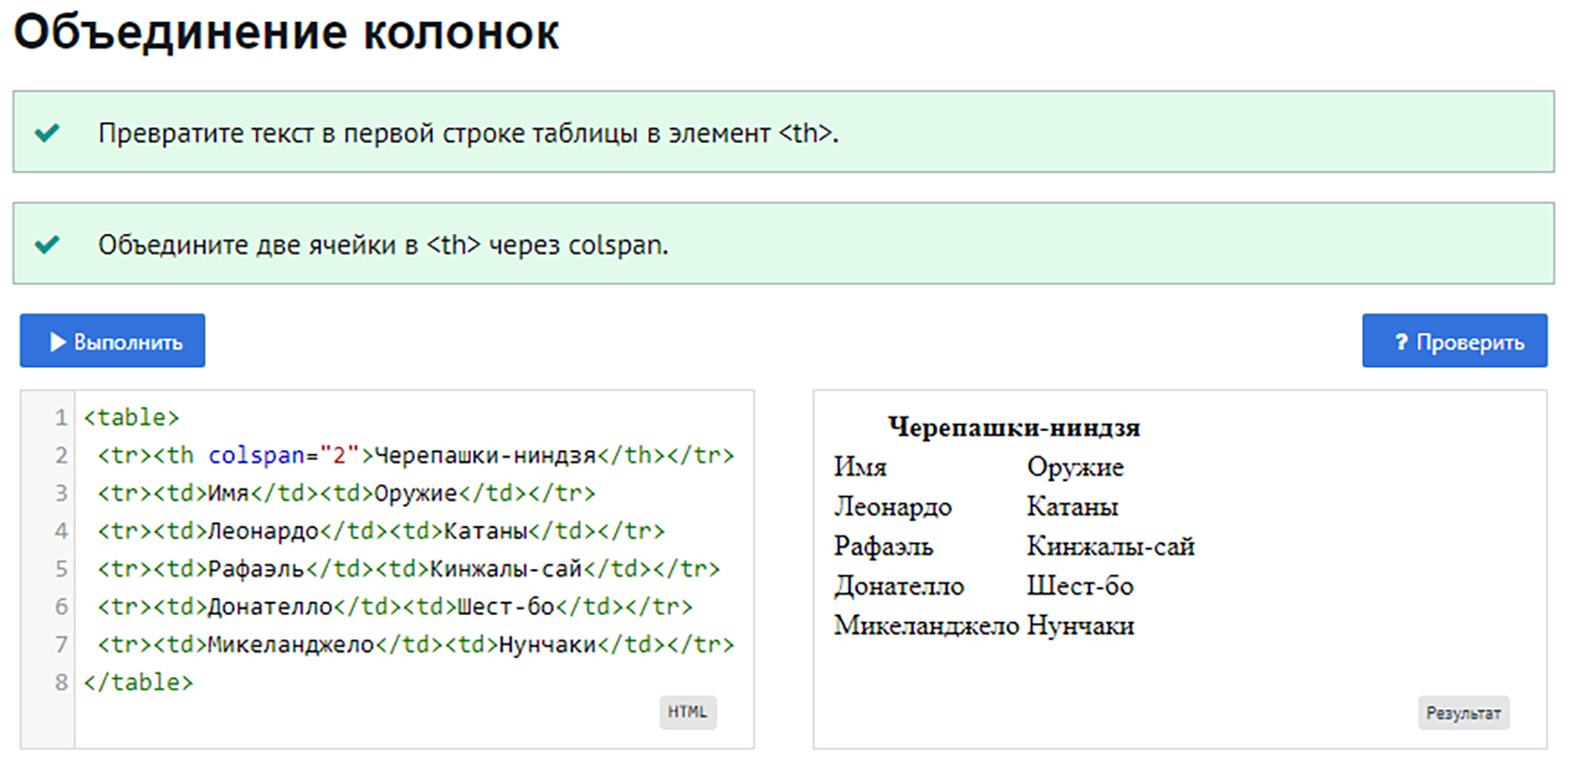 Объединение колонок
Превратите текст в первой строке таблицы в элемент <th>.
Объедините две ячейки в <th> через colspan.
Выполнить
? Проверить
1 <table>
2 <tr><th colspan="2">Черепашки-ниндзя</th></tr>
3 <tr><td>Имя</td><td>Оружие</td></tr>
4 <tr><td>Леонардо</td><td>Катаны</td></tr>
5 <tr><td>Рафаэль</td><td>Кинжалы-сай</td></tr>
6 <tr><td>Донателло</td><td>Шест-бо</td></tr>
7 <tr><td>Микеланджело</td><td>Нунчаки</td></tr>
8 </table>
HTML
Черепашки-ниндзя
Имя Оружие
Леонардо Катаны
Рафаэль Кинжалы-сай
Донателло Шест-бо
Микеланджело Нунчаки
Результат